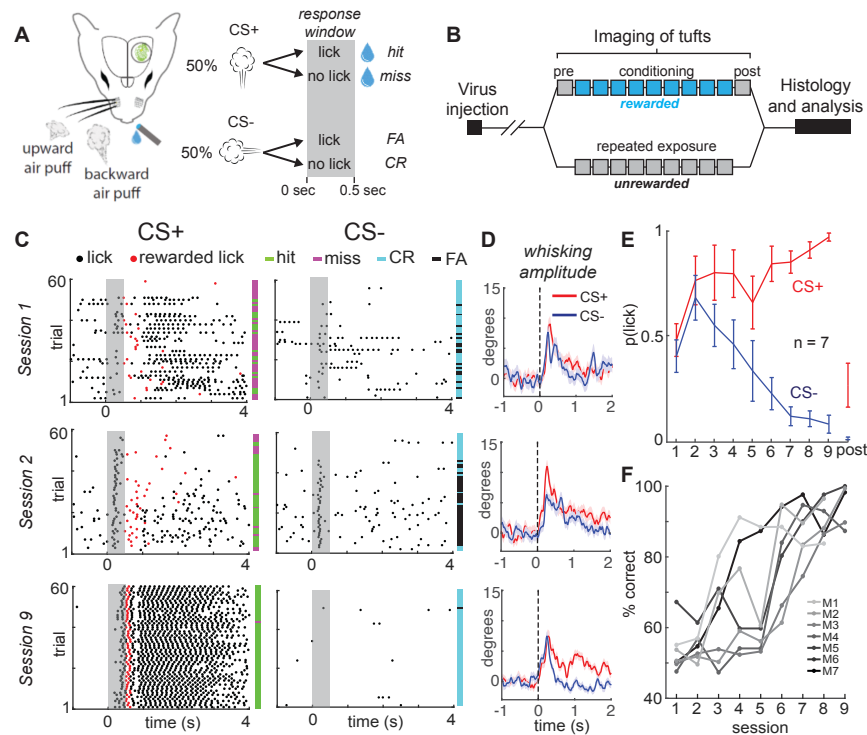 A
CS+
response
window
50%
lick
hit
no lick
miss
CS-
50%
lick
FA
no lick
CR
0 sec
0.5 sec
upward
air puff
backward
air puff
B
Imaging of tufts
pre
conditioning
post
rewarded
Virus
injection
Histology
and analysis
repeated exposure
unrewarded
C
CS+
CS-
lick
rewarded lick
hit
miss
CR
FA
Session 1
trial
60
1
0
4
0
4
Session 2
trial
60
1
0
4
0
4
Session 9
trial
60
1
0
4
0
4
time (s)
time (s)
D
whisking
amplitude
CS+
CS-
degrees
15
0
-1
0
1
2
degrees
15
0
-1
0
1
2
degrees
15
0
-1
0
1
2
time (s)
E
p(lick)
1
0.5
0
CS+
n = 7
CS-
1 2 3 4 5 6 7 8 9 post
F
% correct
100
80
60
40
M1
M2
M3
M4
M5
M6
M7
1 2 3 4 5 6 7 8 9
session